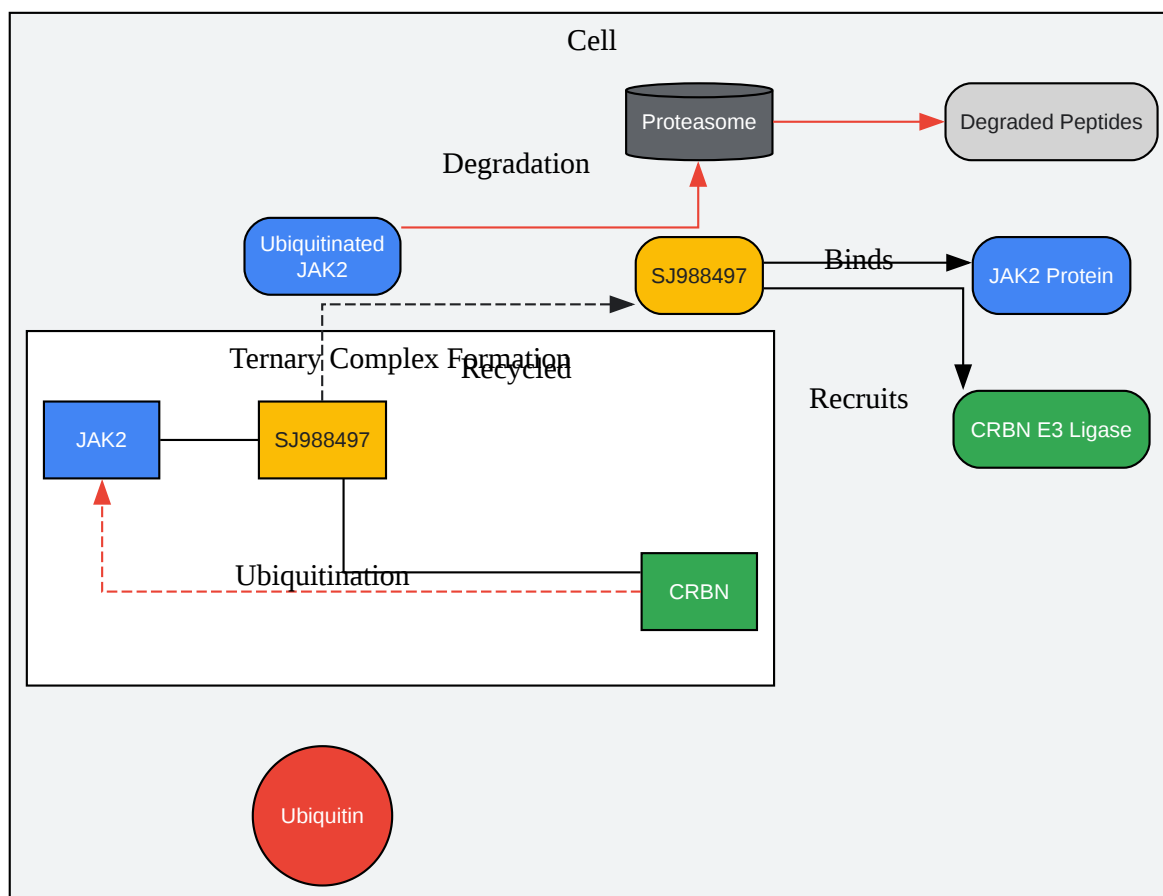 Cell
Proteasome
Degraded Peptides
Degradation
Ubiquitinated
JAK2
SJ988497
Binds
JAK2 Protein
Ternary Complex Formation
Recycled
Recruits
CRBN E3 Ligase
JAK2
SJ988497
Ubiquitination
CRBN
Ubiquitin